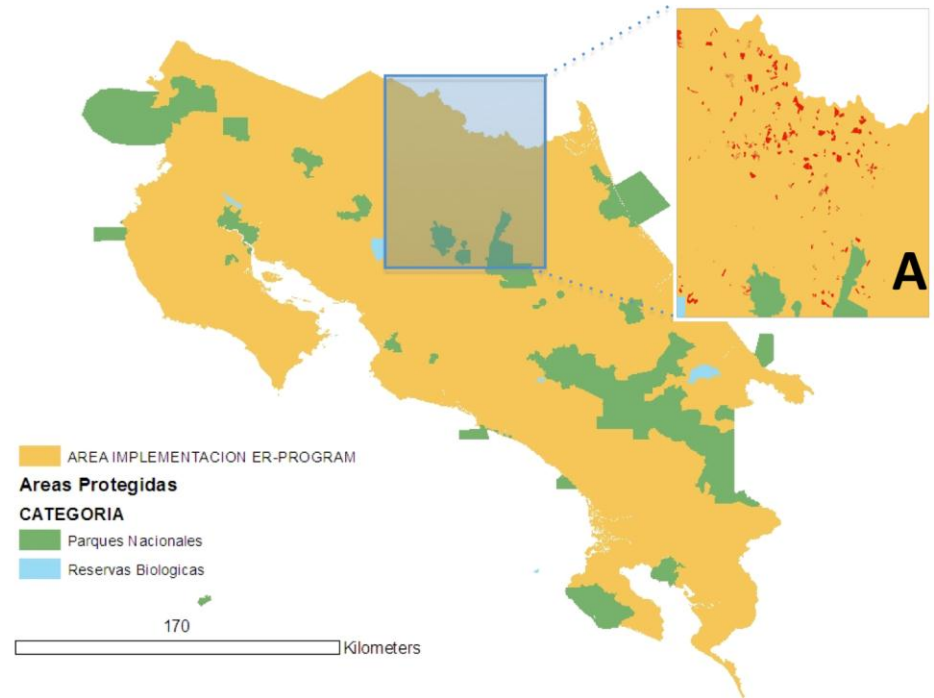 A
AREA IMPLEMENTACION ER-PROGRAM
Areas Protegidas
CATEGORIA
Parques Nacionales
Reservas Biologicas
170
Kilometers